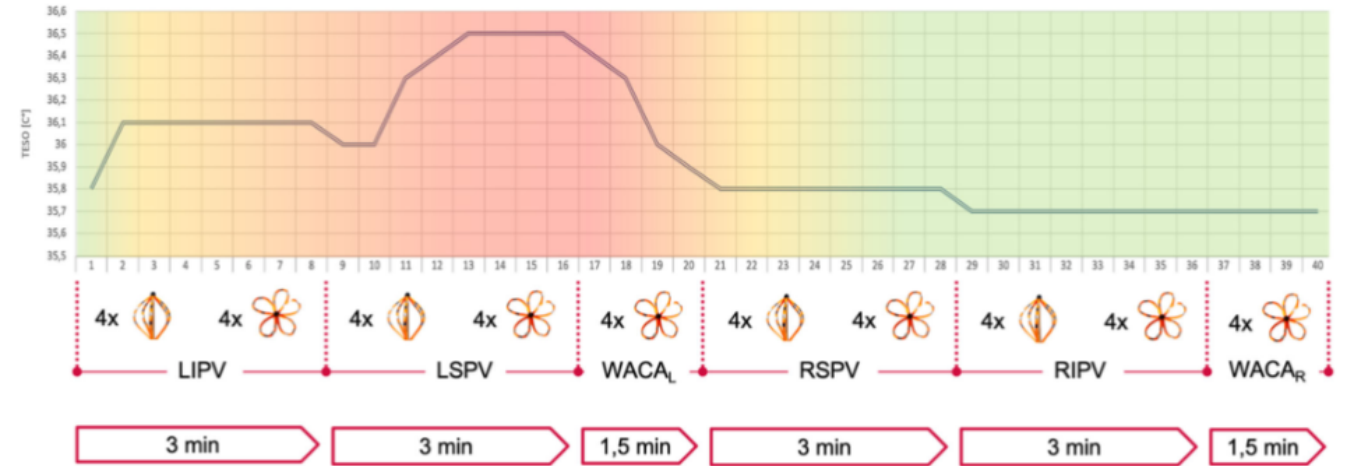 36,6
36,5
36,4
36,3
36,2
36,1
36
35,9
35,8
35,7
35,6
35,5
TESO [C°]
1 2 3 4 5 6 7 8 9 10 11 12 13 14 15 16 17 18 19 20 21 22 23 24 25 26 27 28 29 30 31 32 33 34 35 36 37 38 39 40
4x 4x 4x 4x 4x 4x 4x 4x 4x 4x
LIPV LSPV WACAL RSPV RIPV WACAR
3 min 3 min 1,5 min 3 min 3 min 1,5 min